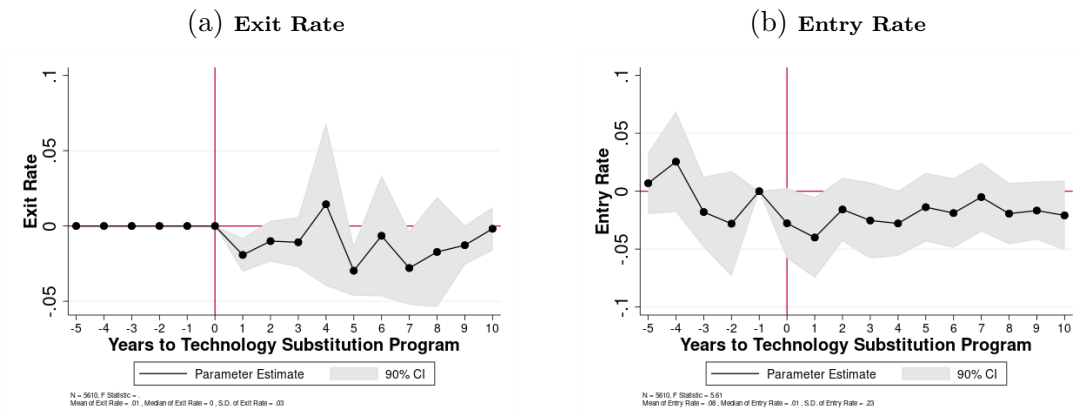 (a) Exit Rate
Exit Rate
.1
.05
0
-.05
-5 -4 -3 -2 -1 0 1 2 3 4 5 6 7 8 9 10
Years to Technology Substitution Program
Parameter Estimate 90% CI
N = 5610, F Statistic = .
Mean of Exit Rate = .01 , Median of Exit Rate = 0 , S.D. of Exit Rate = .03
(b) Entry Rate
Entry Rate
.1
.05
0
-.05
-.1
-5 -4 -3 -2 -1 0 1 2 3 4 5 6 7 8 9 10
Years to Technology Substitution Program
Parameter Estimate 90% CI
N = 5610, F Statistic = 5.61
Mean of Entry Rate = .08 , Median of Entry Rate = .01 , S.D. of Entry Rate = .23